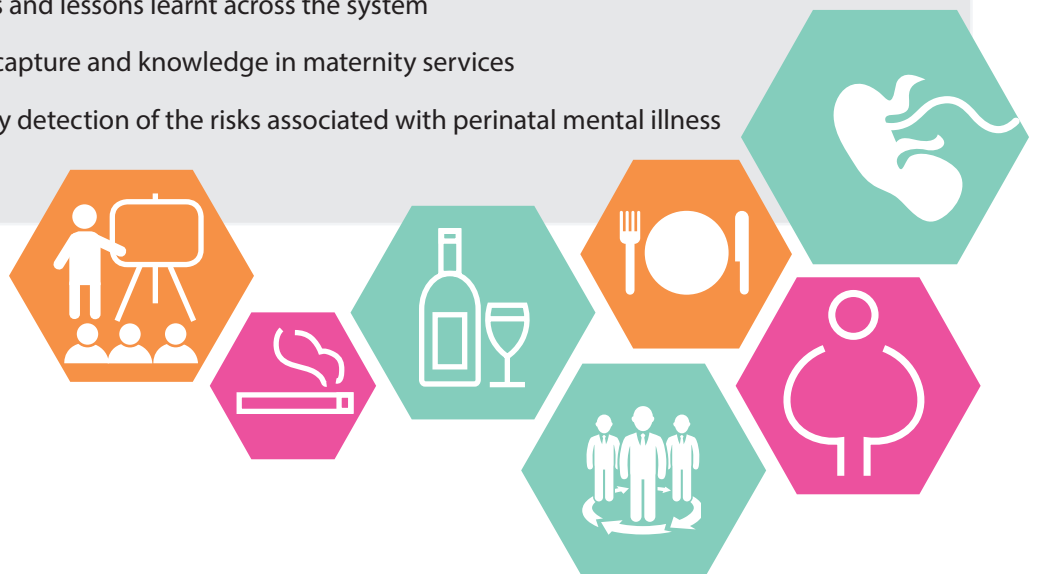 s and lessons learnt across the system
capture and knowledge in maternity services
y detection of the risks associated with perinatal mental illness